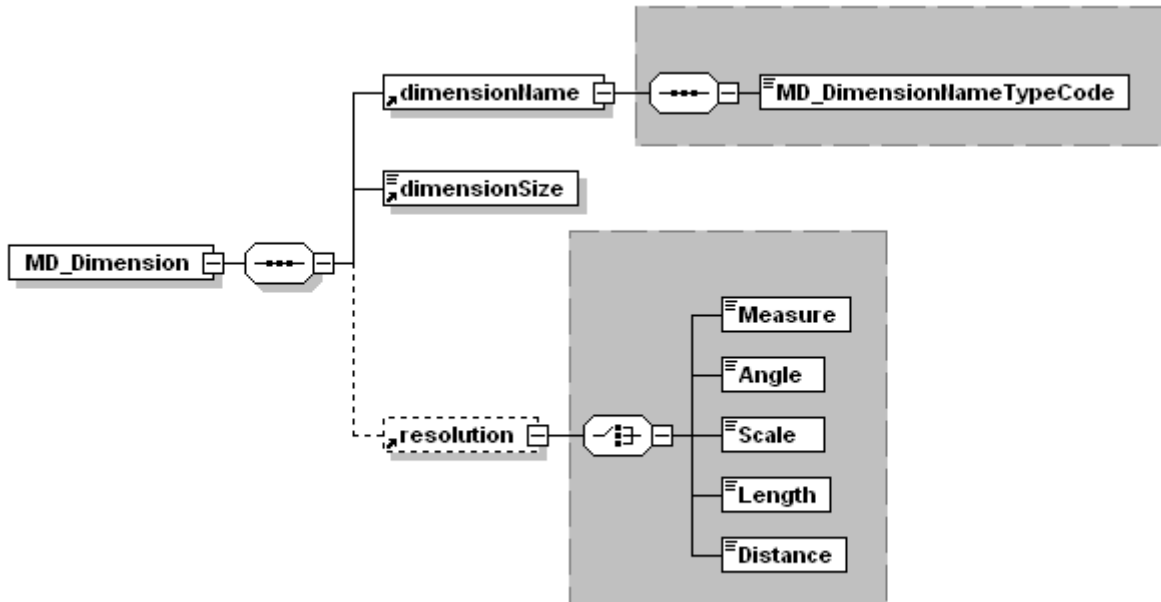 dimensionName
MD_DimensionNameTypeCode
dimensionSize
MD_Dimension
Measure
Angle
resolution
Scale
Length
Distance